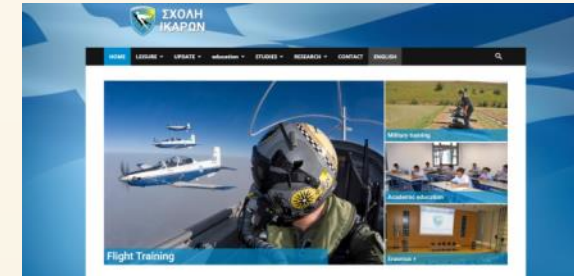 ΣΧΟΛΗ
ΙΚΑΡΩΝ
HOME LEISURE UPDATE education STUDIES RESEARCH CONTACT ENGLISH
Military training
Academic education
Flight Training
Erasmus +